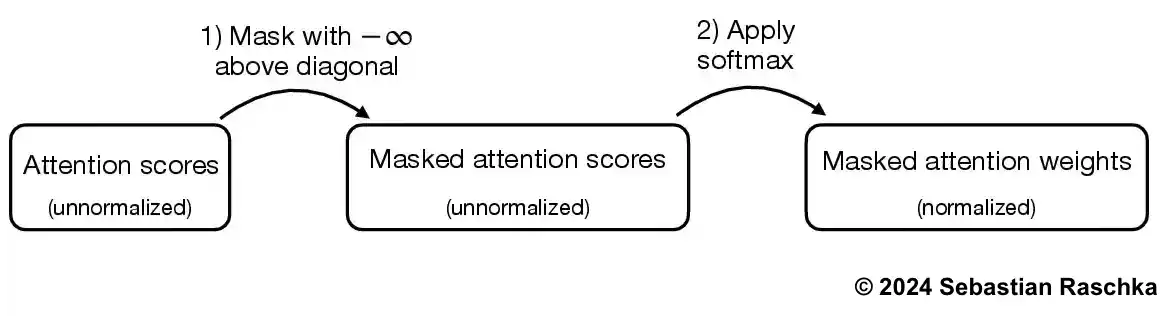 1) Mask with −∞
above diagonal
2) Apply
softmax
Attention scores
(unnormalized)
Masked attention scores
(unnormalized)
Masked attention weights
(normalized)
© 2024 Sebastian Raschka